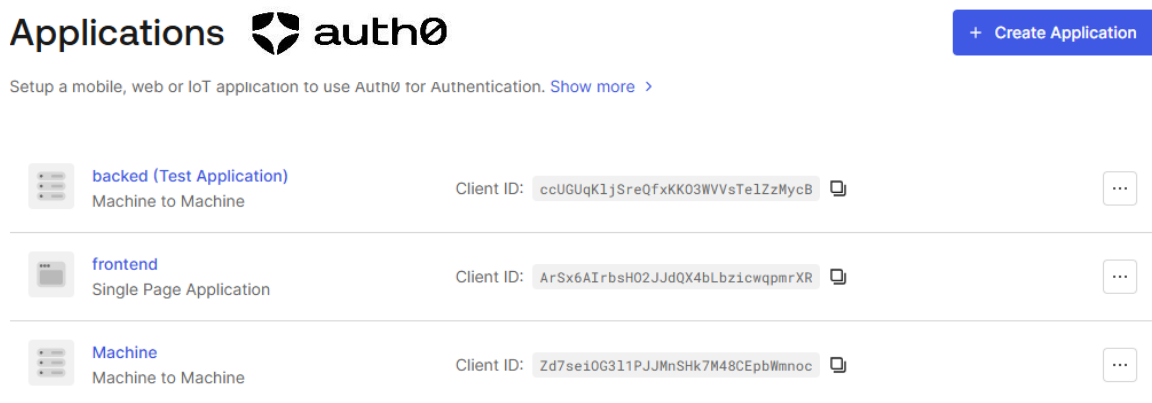 Applications auth0
+ Create Application
Setup a mobile, web or IoT application to use Auth0 for Authentication. Show more >
backed (Test Application)
Machine to Machine
Client ID: ccUGUqKljSreQfxKKO3WVVsTelZzMycB
...
frontend
Single Page Application
Client ID: ArSx6AIrbsHO2JJdQX4bLbzicwqpmrXR
...
Machine
Machine to Machine
Client ID: Zd7seiOG3l1PJJMnSHk7M48CEpbWmnoc
...